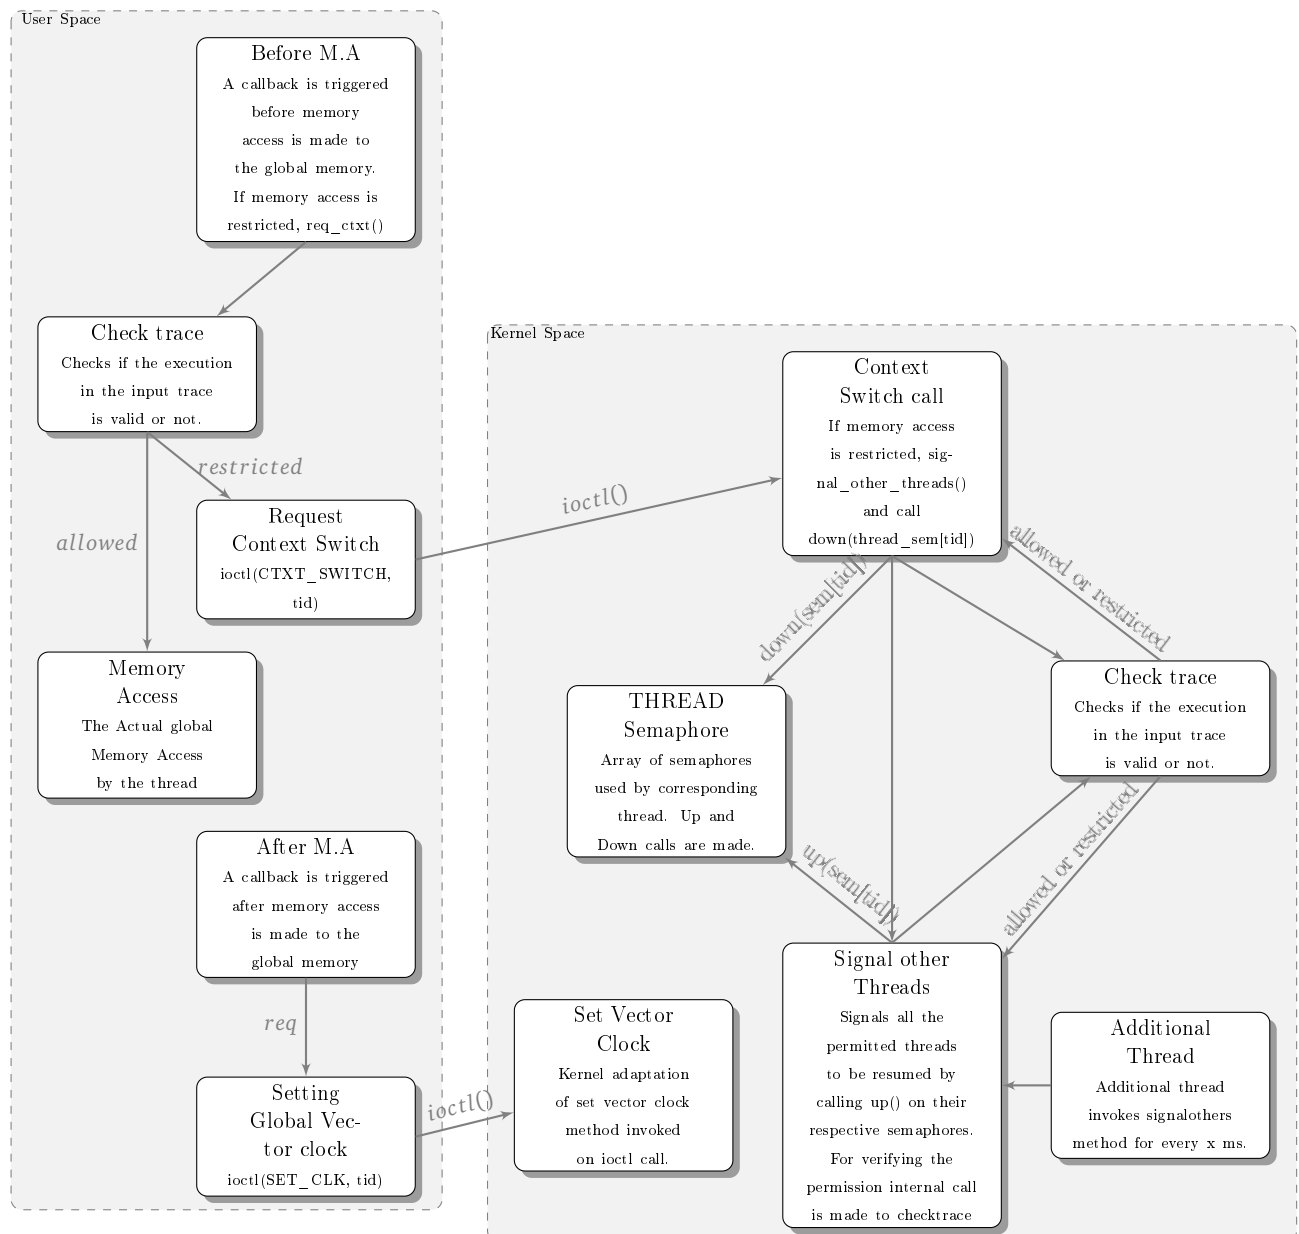 User Space
Before M.A
A callback is triggered
before memory
access is made to
the global memory.
If memory access is
restricted, req_ctxt()
Check trace
Checks if the execution
in the input trace
is valid or not.
restricted
allowed
Request
Context Switch
ioctl(CTXT_SWITCH,
tid)
Memory
Access
The Actual global
Memory Access
by the thread
After M.A
A callback is triggered
after memory access
is made to the
global memory
req
Setting
Global Vec-
tor clock
ioctl(SET_CLK, tid)
ioctl()
ioctl()
Kernel Space
Context
Switch call
If memory access
is restricted, sig-
nal_other_threads()
and call
down(thread_sem[tid])
down(sem[tid])
allowed or restricted
THREAD
Semaphore
Array of semaphores
used by corresponding
thread. Up and
Down calls are made.
Check trace
Checks if the execution
in the input trace
is valid or not.
up(sem[tid])
allowed or restricted
Set Vector
Clock
Kernel adaptation
of set vector clock
method invoked
on ioctl call.
Signal other
Threads
Signals all the
permitted threads
to be resumed by
calling up() on their
respective semaphores.
For verifying the
permission internal call
is made to checktrace
Additional
Thread
Additional thread
invokes signalothers
method for every x ms.